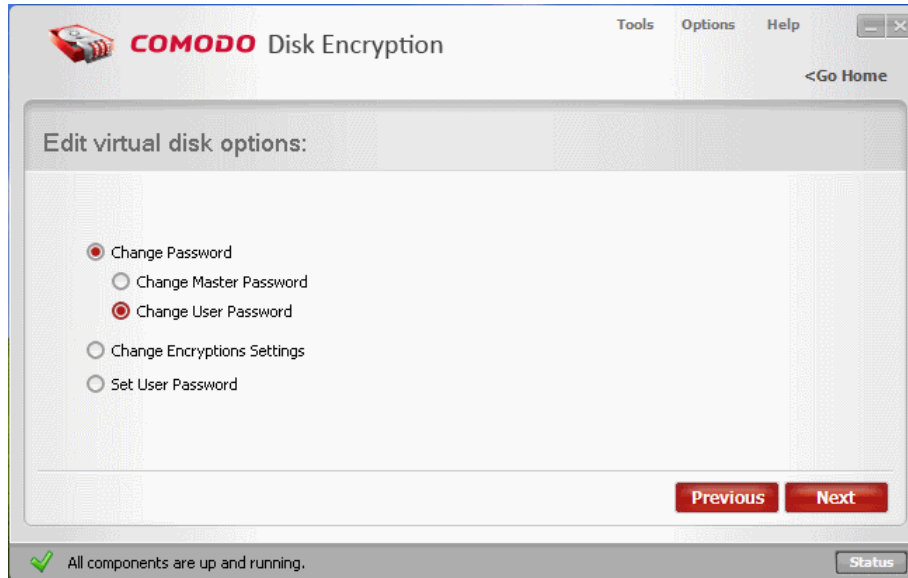 COMODO Disk Encryption
Tools Options Help
<Go Home
Edit virtual disk options:
Change Password
Change Master Password
Change User Password
Change Encryptions Settings
Set User Password
Previous Next
All components are up and running.
Status